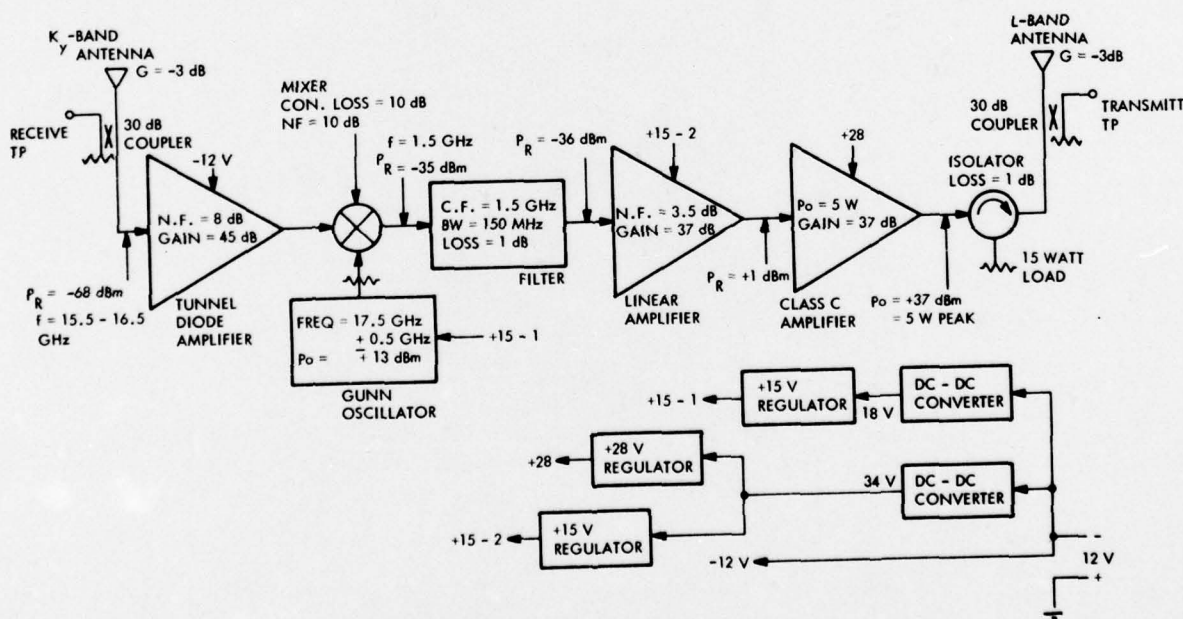 K -BAND
y
ANTENNA
G = -3 dB
RECEIVE
TP
30 dB
COUPLER
-12 V
N.F. = 8 dB
GAIN = 45 dB
P = -68 dBm
R
f = 15.5 - 16.5
GHz
TUNNEL
DIODE
AMPLIFIER
MIXER
CON. LOSS = 10 dB
NF = 10 dB
f = 1.5 GHz
P = -35 dBm
R
FREQ = 17.5 GHz
± 0.5 GHz
Po = + 13 dBm
+15 - 1
GUNN
OSCILLATOR
C.F. = 1.5 GHz
BW = 150 MHz
LOSS = 1 dB
FILTER
P = -36 dBm
R
+15 - 2
N.F. = 3.5 dB
GAIN = 37 dB
LINEAR
AMPLIFIER
P = +1 dBm
R
+28
Po = 5 W
GAIN = 37 dB
CLASS C
AMPLIFIER
Po = +37 dBm
= 5 W PEAK
ISOLATOR
LOSS = 1 dB
15 WATT
LOAD
L-BAND
ANTENNA
G = -3dB
30 dB
COUPLER
TRANSMITT
TP
+15 - 1
+15 V
REGULATOR
18 V
DC - DC
CONVERTER
+28
+28 V
REGULATOR
34 V
DC - DC
CONVERTER
+15 - 2
+15 V
REGULATOR
-12 V
-
12 V
+